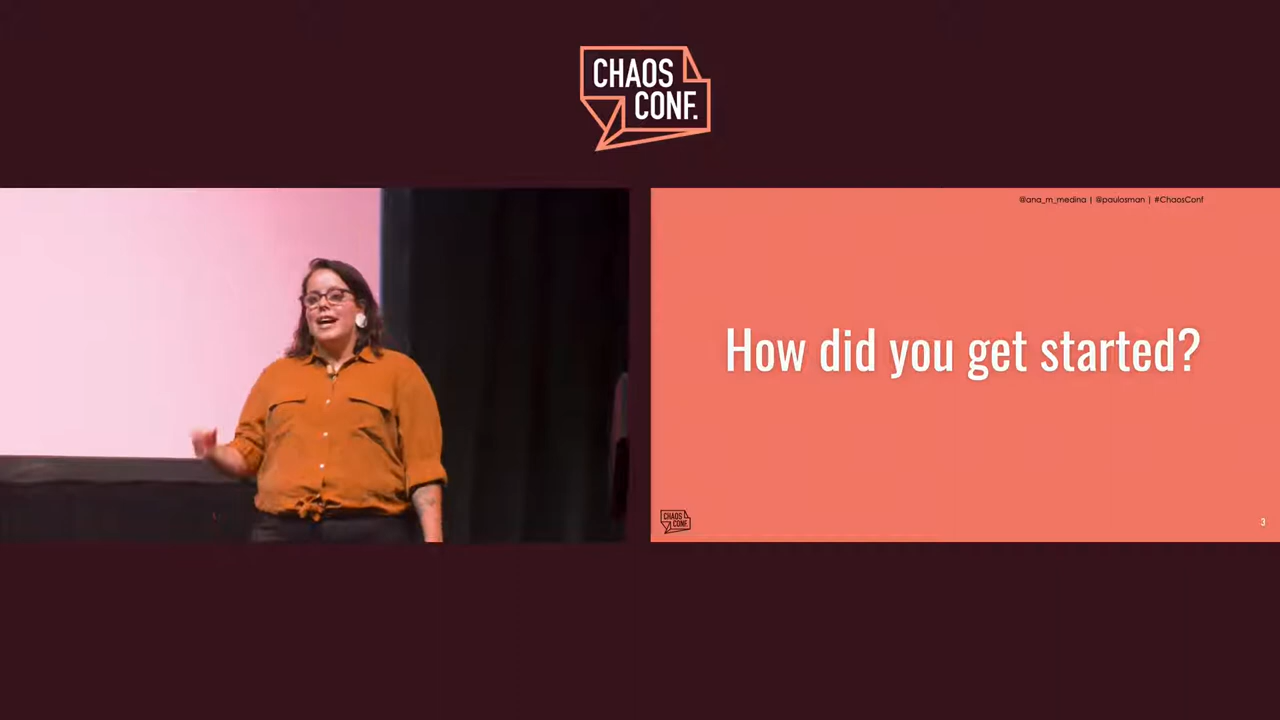 CHAOS
CONF.
@ana_m_medina | @paulosman | #ChaosConf
How did you get started?
CHAOS
CONF.
3